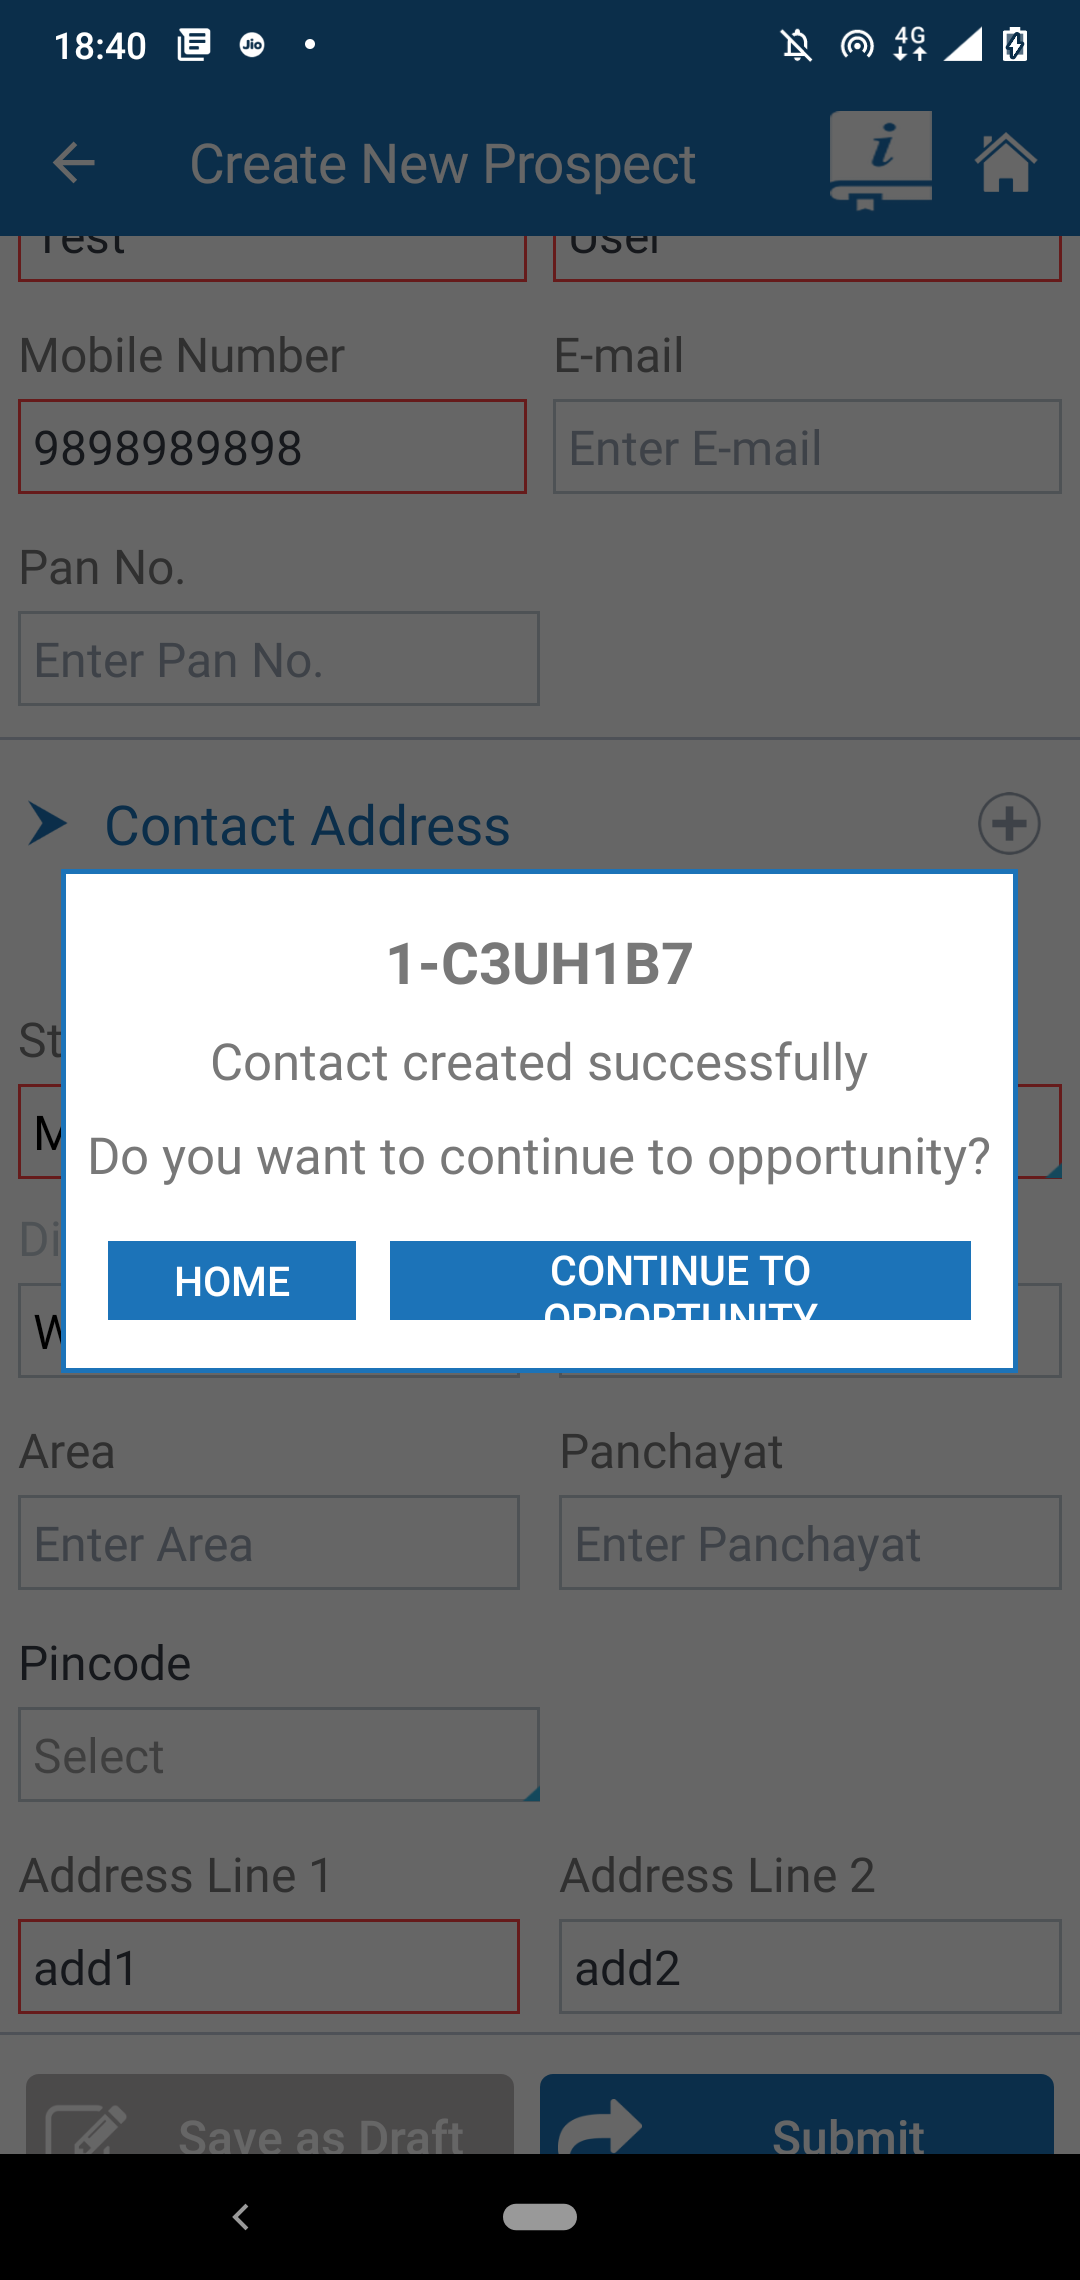 18:40
Jio
4G
Create New Prospect
i
Test
User
Mobile Number
E-mail
9898989898
Enter E-mail
Pan No.
Enter Pan No.
Contact Address
1-C3UH1B7
Contact created successfully
Do you want to continue to opportunity?
HOME
CONTINUE TO
OPPORTUNITY
Area
Panchayat
Enter Area
Enter Panchayat
Pincode
Select
Address Line 1
Address Line 2
add1
add2
Save as Draft
Submit